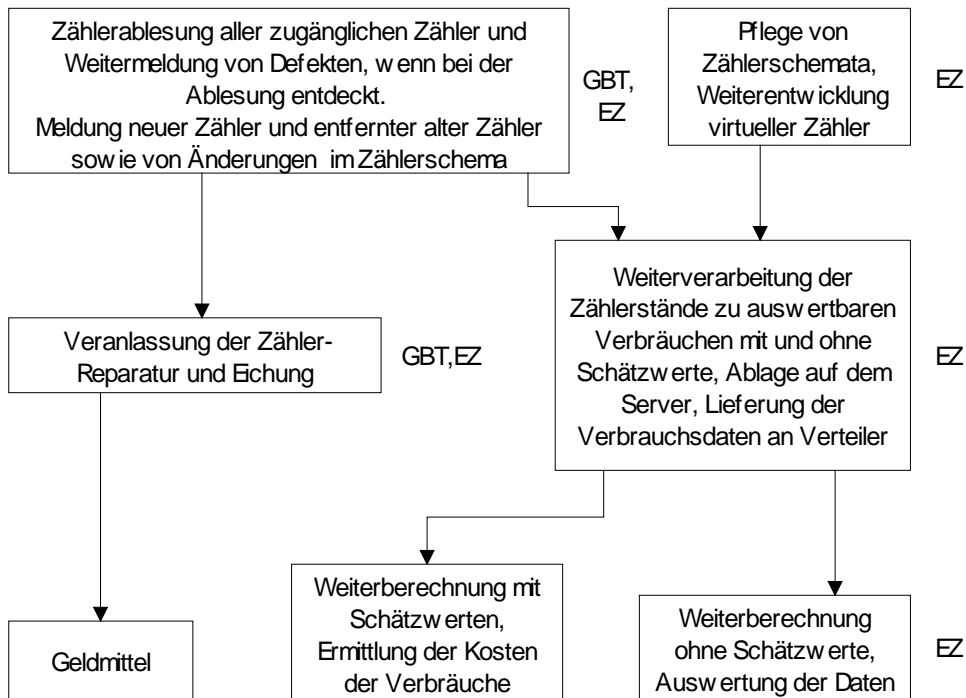 Zählerablesung aller zugänglichen Zähler und
Weitermeldung von Defekten, wenn bei der
Ablesung entdeckt.
Meldung neuer Zähler und entfernter alter Zähler
sowie von Änderungen im Zählerschema
GBT,
EZ
Pflege von
Zählerschemata,
Weiterentwicklung
virtueller Zähler
EZ
Veranlassung der Zähler-
Reparatur und Eichung
GBT,EZ
Weiterverarbeitung der
Zählerstände zu auswertbaren
Verbräuchen mit und ohne
Schätzwerte, Ablage auf dem
Server, Lieferung der
Verbrauchsdaten an Verteiler
EZ
Geldmittel
Weiterberechnung mit
Schätzwerten,
Ermittlung der Kosten
der Verbräuche
Weiterberechnung
ohne Schätzwerte,
Auswertung der Daten
EZ